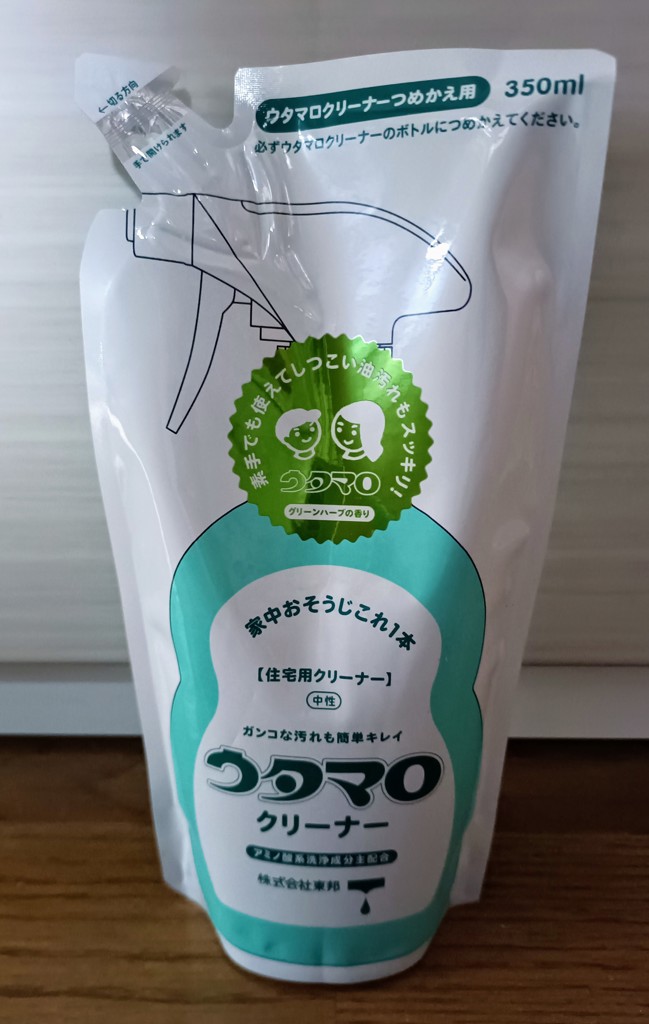 ←切る方向
手で開けられます
ウタマロクリーナーつめかえ用 350ml
必ずウタマロクリーナーのボトルにつめかえてください。
素手でも使えてしつこい油汚れもスッキリ!
ウタマロ
グリーンハーブの香り
家中おそうじこれ1本
【住宅用クリーナー】
中性
ガンコな汚れも簡単キレイ
ウタマロ
クリーナー
アミノ酸系洗浄成分主配合
株式会社東邦